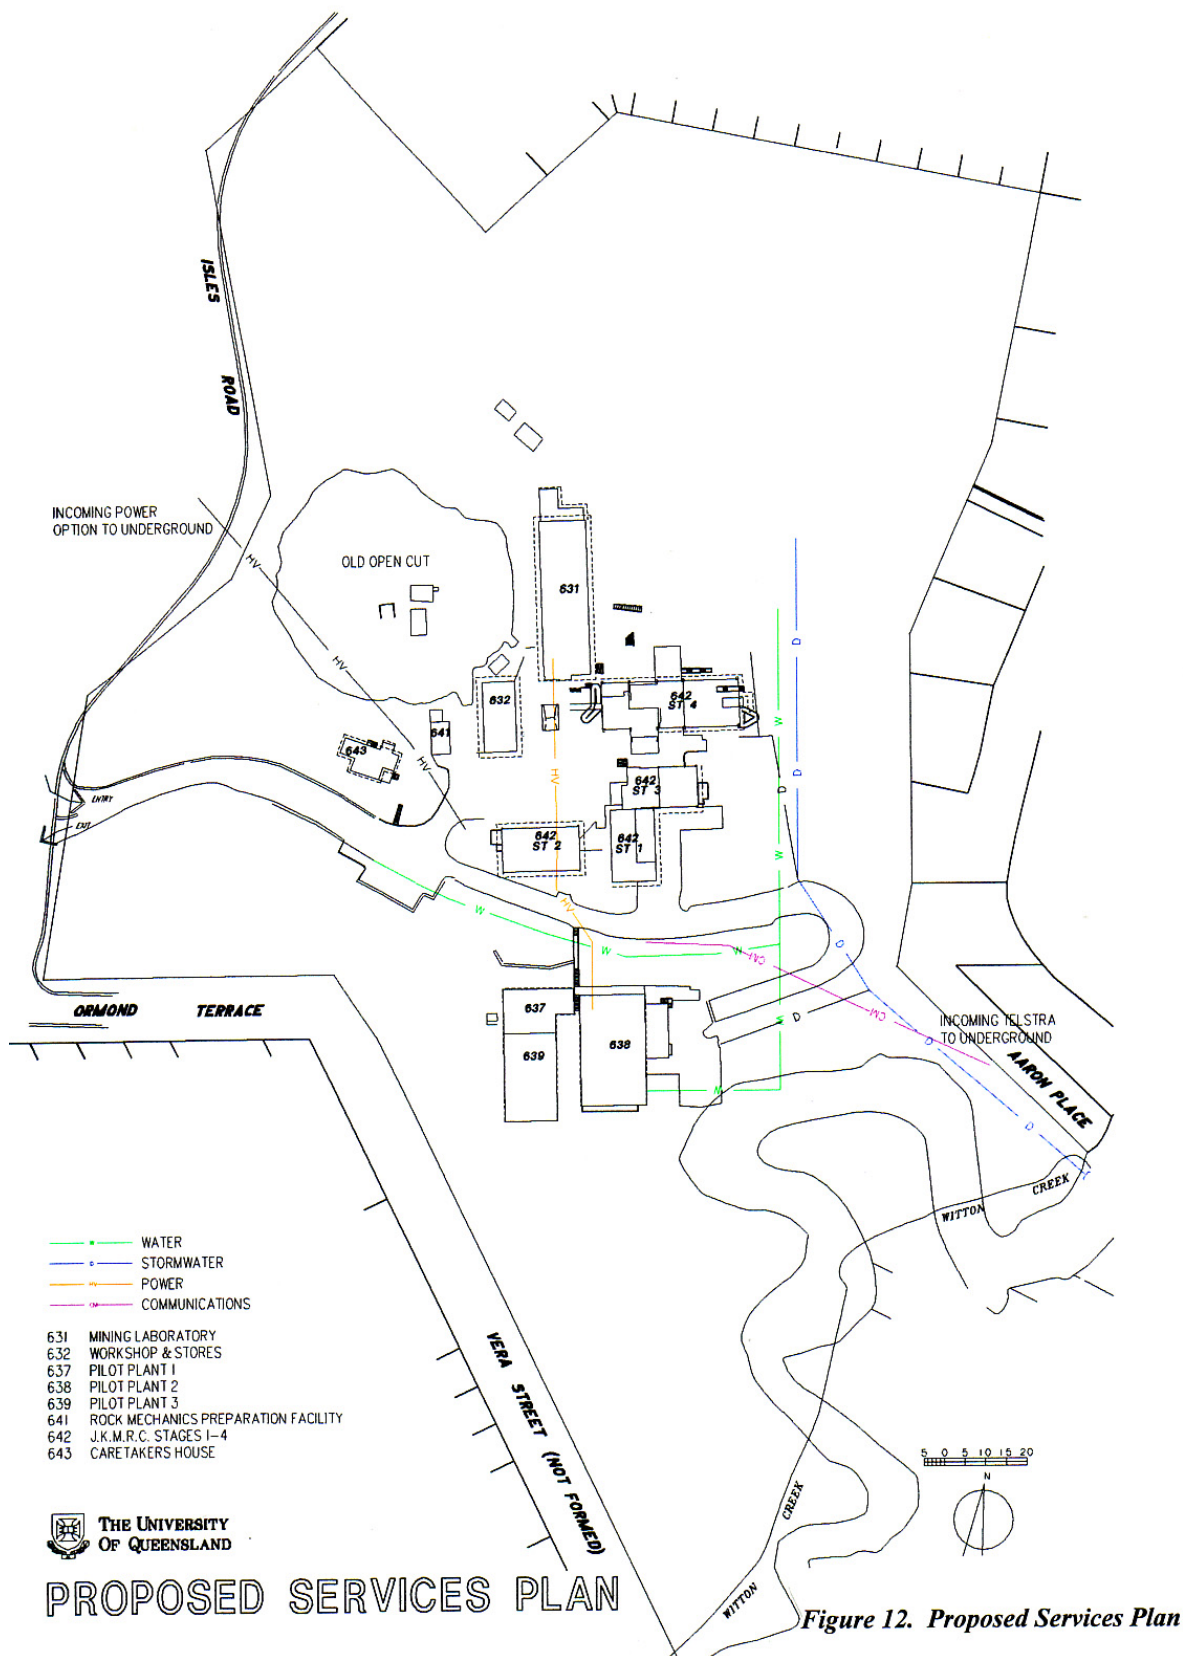 ISLES
ROAD
INCOMING POWER
OPTION TO UNDERGROUND
HV
OLD OPEN CUT
631
D
HV
632
642
ST 4
W
641
643
HV
HV
D
642
ST 3
D
ENTRY
EXIT
642
ST 2
642
ST 1
W
HV
W
W
W
CM
D
ORMOND TERRACE
637
638
639
W
D
CM
INCOMING TELSTRA
TO UNDERGROUND
D
AARON PLACE
W
D
WITTON CREEK
W WATER
D STORMWATER
HV POWER
CM COMMUNICATIONS
631 MINING LABORATORY
632 WORKSHOP & STORES
637 PILOT PLANT 1
638 PILOT PLANT 2
639 PILOT PLANT 3
641 ROCK MECHANICS PREPARATION FACILITY
642 J.K.M.R.C. STAGES 1-4
643 CARETAKERS HOUSE
VERA STREET (NOT FORMED)
5 0 5 10 15 20
N
WITTON CREEK
THE UNIVERSITY
OF QUEENSLAND
PROPOSED SERVICES PLAN
Figure 12. Proposed Services Plan